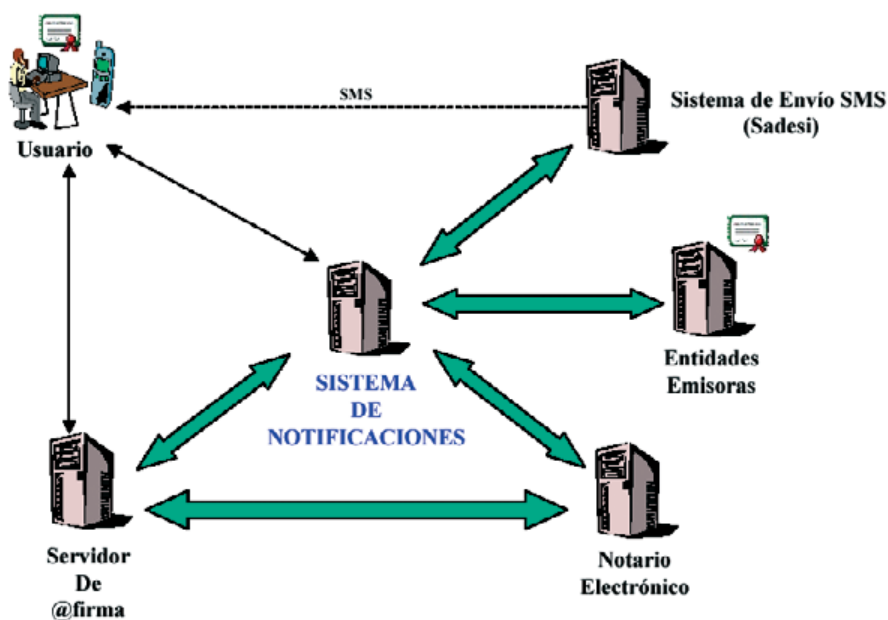 SMS
Sistema de Envío SMS
(Sadesi)
Usuario
Entidades
Emisoras
SISTEMA
DE
NOTIFICACIONES
Servidor
De
@firma
Notario
Electrónico